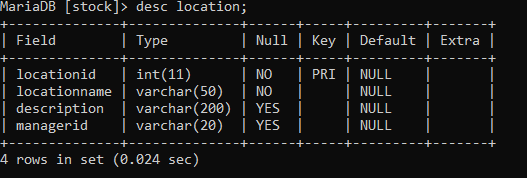 MariaDB [stock]> desc location;
+--------------+--------------+------+-----+---------+-------+
| Field        | Type         | Null | Key | Default | Extra |
+--------------+--------------+------+-----+---------+-------+
| locationid   | int(11)      | NO   | PRI | NULL    |       |
| locationname | varchar(50)  | NO   |     | NULL    |       |
| description  | varchar(200) | YES  |     | NULL    |       |
| managerid    | varchar(20)  | YES  |     | NULL    |       |
+--------------+--------------+------+-----+---------+-------+
4 rows in set (0.024 sec)